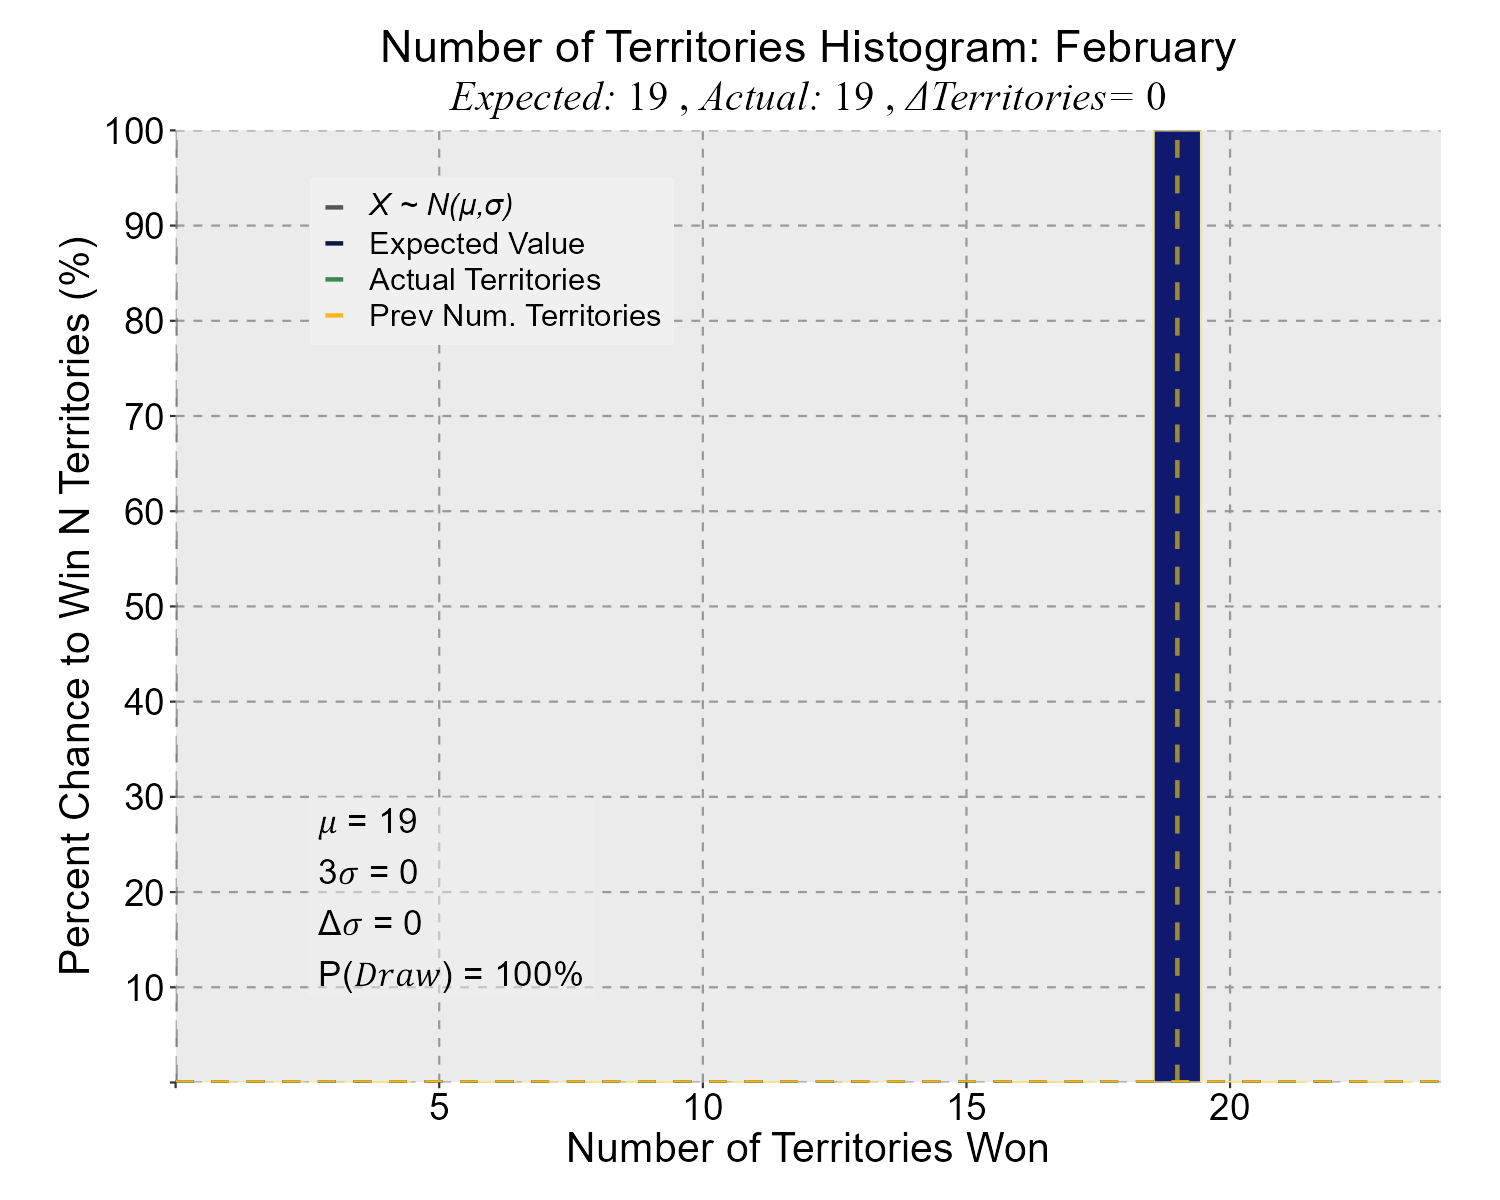 Number of Territories Histogram: February
Expected: 19 , Actual: 19 , ΔTerritories= 0
Percent Chance to Win N Territories (%)
100
90
80
70
60
50
40
30
20
10
X ~ N(μ,σ)
Expected Value
Actual Territories
Prev Num. Territories
μ = 19
3σ = 0
Δσ = 0
P(Draw) = 100%
5 10 15 20
Number of Territories Won